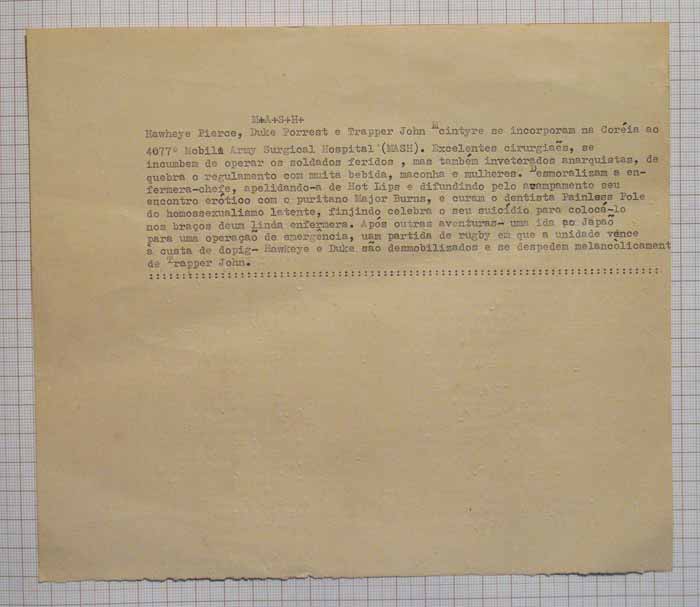 M+A+S+H+
Hawkeye Pierce, Duke Forrest e Trapper John Mcintyre se incorporam na Coréia ao
4077º Mobila Army Surgical Hospital (MASH). Excelentes cirurgiaẽs, se
incumbem de operar os soldados feridos , mas também inveterados anarquistas, de
quebra o regulamento com muita bebida, maconha e mulheres. Desmoralizam a en-
fermera-chefe, apelidando-a de Hot Lips e difundindo pelo acampamento seu
encontro erótico com o puritano Major Burns, e curam o dentista Painless Pole
do homossexualismo latente, finjindo celebra o seu suicídio para colocá-lo
nos braços deum linda enfermera. Após outras aventuras- uma ida ao Japão
para uma operação de emergência, uam partida de rugby em que a unidade vence
à custa de dopig- Hawkeye e Duke são desmobilizados e se despedem melancolicament
de Trapper John.
::::::::::::::::::::::::::::::::::::::::::::::::::::::::::::::::::::::::::::::